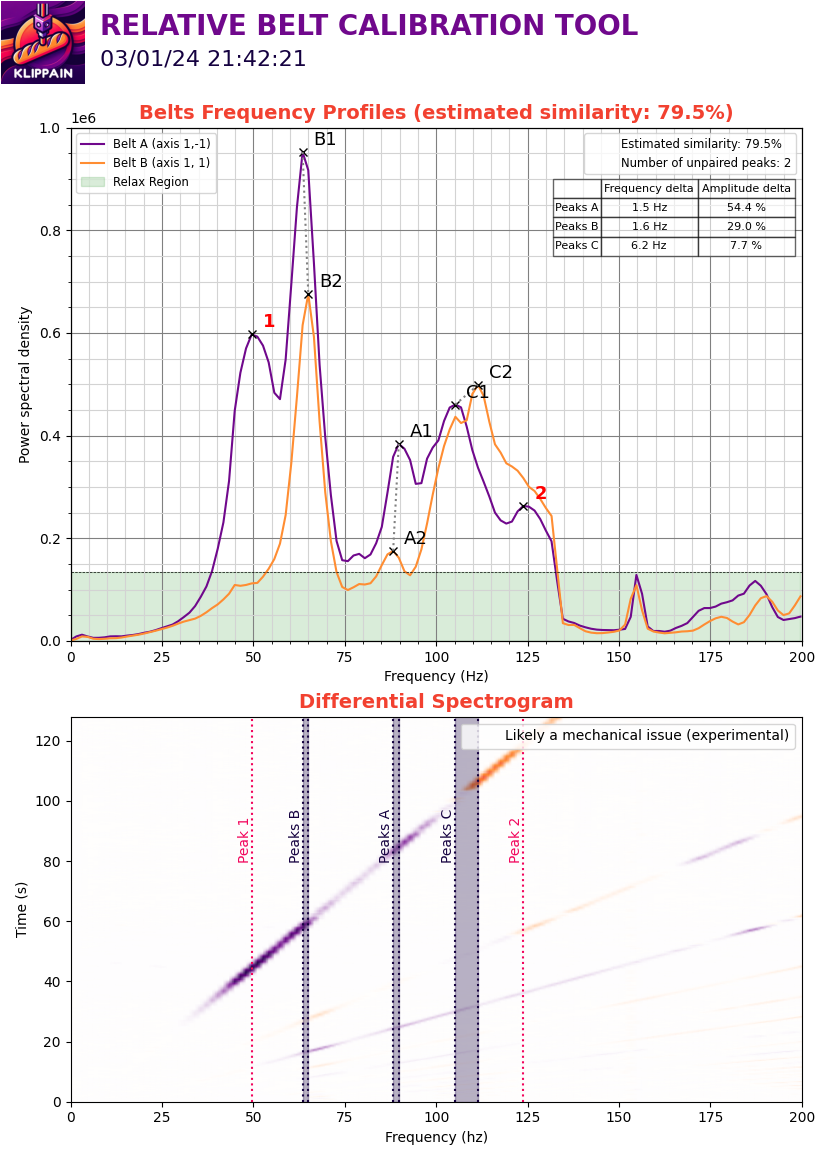 KLIPPAIN
RELATIVE BELT CALIBRATION TOOL
03/01/24 21:42:21
Belts Frequency Profiles (estimated similarity: 79.5%)
1e6
Belt A (axis 1,-1)
Belt B (axis 1, 1)
Relax Region
Estimated similarity: 79.5%
Number of unpaired peaks: 2
Frequency delta Amplitude delta
Peaks A 1.5 Hz 54.4 %
Peaks B 1.6 Hz 29.0 %
Peaks C 6.2 Hz 7.7 %
B1
B2
1
C2
C1
A1
2
A2
Power spectral density
1.0
0.8
0.6
0.4
0.2
0.0
0 25 50 75 100 125 150 175 200
Frequency (Hz)
Differential Spectrogram
Likely a mechanical issue (experimental)
Peak 1
Peaks B
Peaks A
Peaks C
Peak 2
Time (s)
120
100
80
60
40
20
0
0 25 50 75 100 125 150 175 200
Frequency (hz)